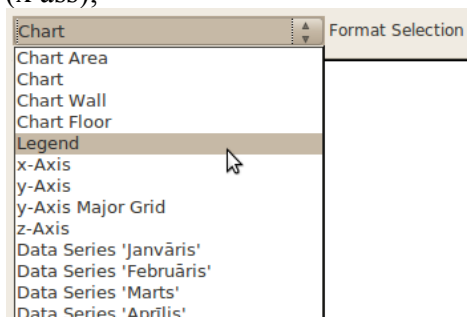 Chart Format Selection
Chart Area
Chart
Chart Wall
Chart Floor
Legend
x-Axis
y-Axis
y-Axis Major Grid
z-Axis
Data Series 'Janvāris'
Data Series 'Februāris'
Data Series 'Marts'
Data Series 'Aprīlis'